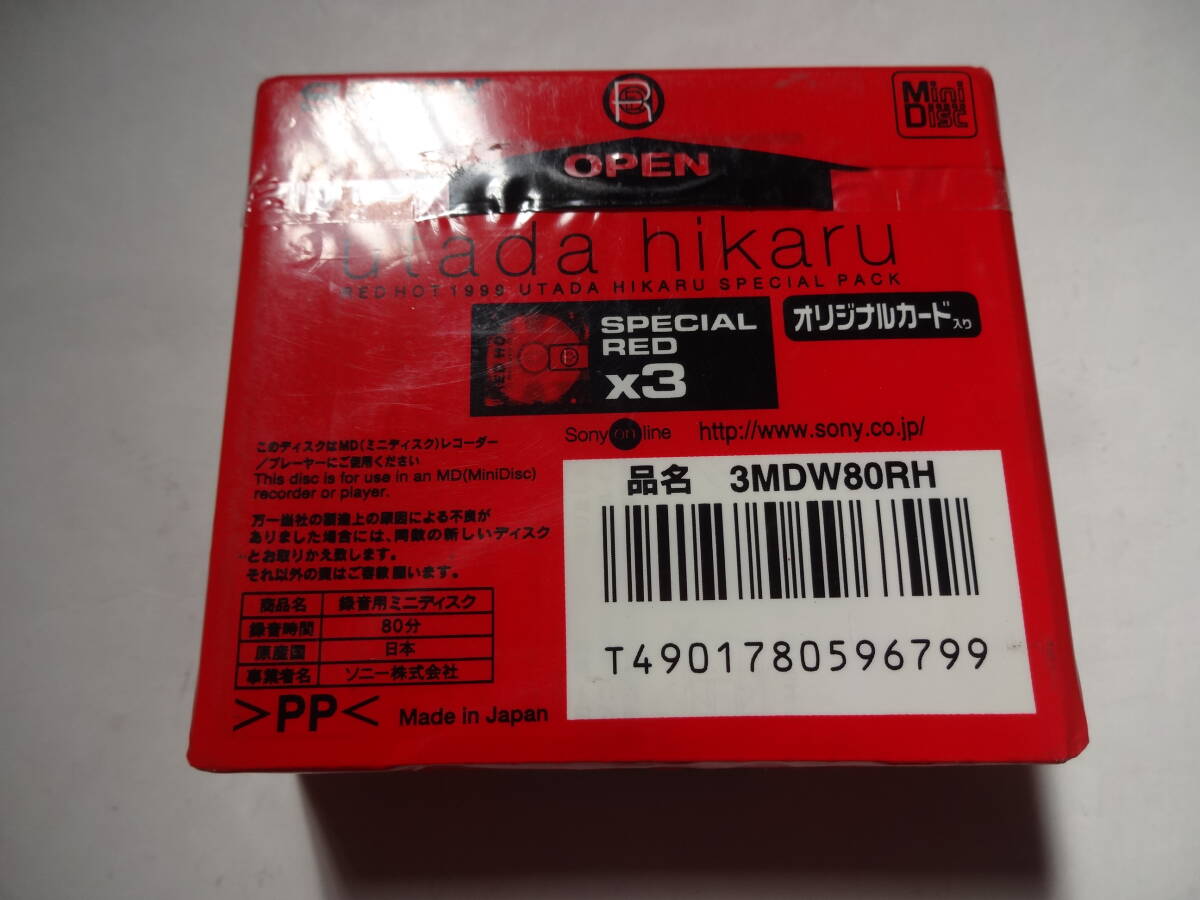 R
Mini
Disc
OPEN
utada hikaru
RED HOT 1999 UTADA HIKARU SPECIAL PACK
SPECIAL
RED
x3
オリジナルカード入り
Sony on line http://www.sony.co.jp/
このディスクはMD(ミニディスク)レコーダー
/プレーヤーにご使用ください
This disc is for use in an MD(MiniDisc)
recorder or player.
万一当社の製造上の原因による不良が
ありました場合には、同数の新しいディスク
とお取りかえ致します。
それ以外の責はご容赦願います。
商品名 録音用ミニディスク
録音時間 80分
原産国 日本
事業者名 ソニー株式会社
>PP< Made in Japan
品名 3MDW80RH
T4901780596799